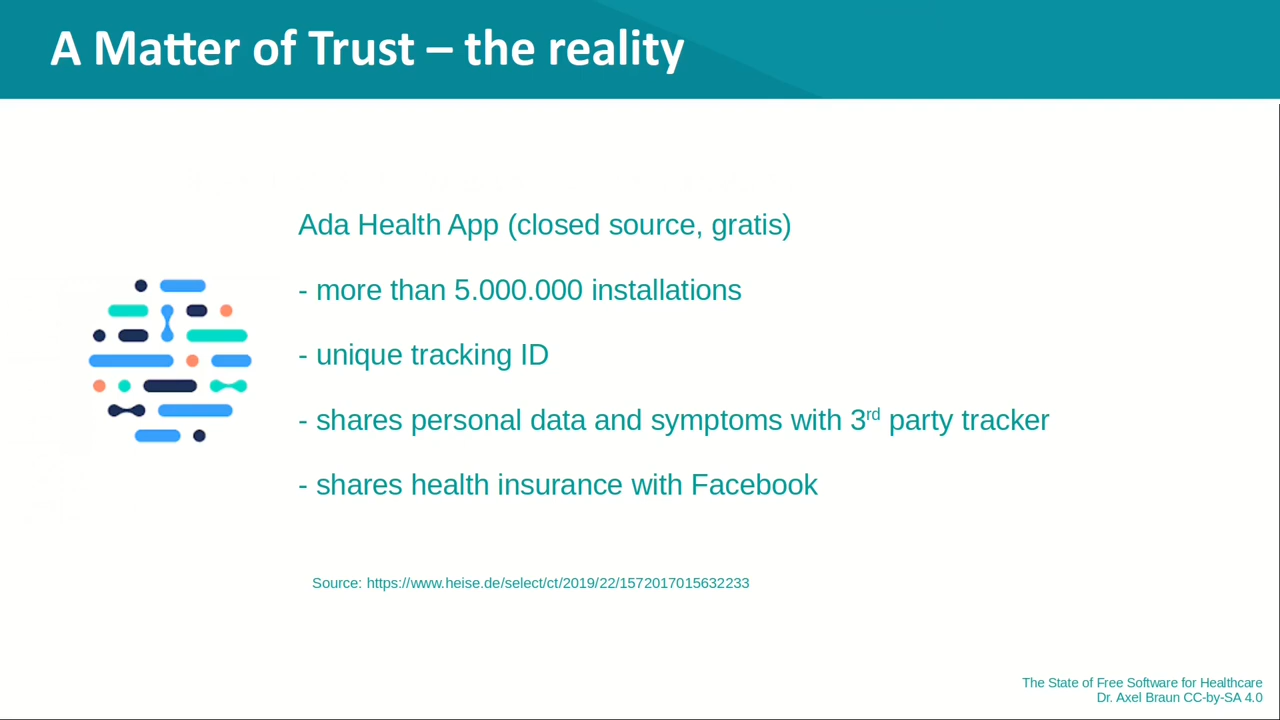 A Matter of Trust – the reality
Ada Health App (closed source, gratis)
- more than 5.000.000 installations
- unique tracking ID
- shares personal data and symptoms with 3rd party tracker
- shares health insurance with Facebook
Source: https://www.heise.de/select/ct/2019/22/1572017015632233
The State of Free Software for Healthcare
Dr. Axel Braun CC-by-SA 4.0